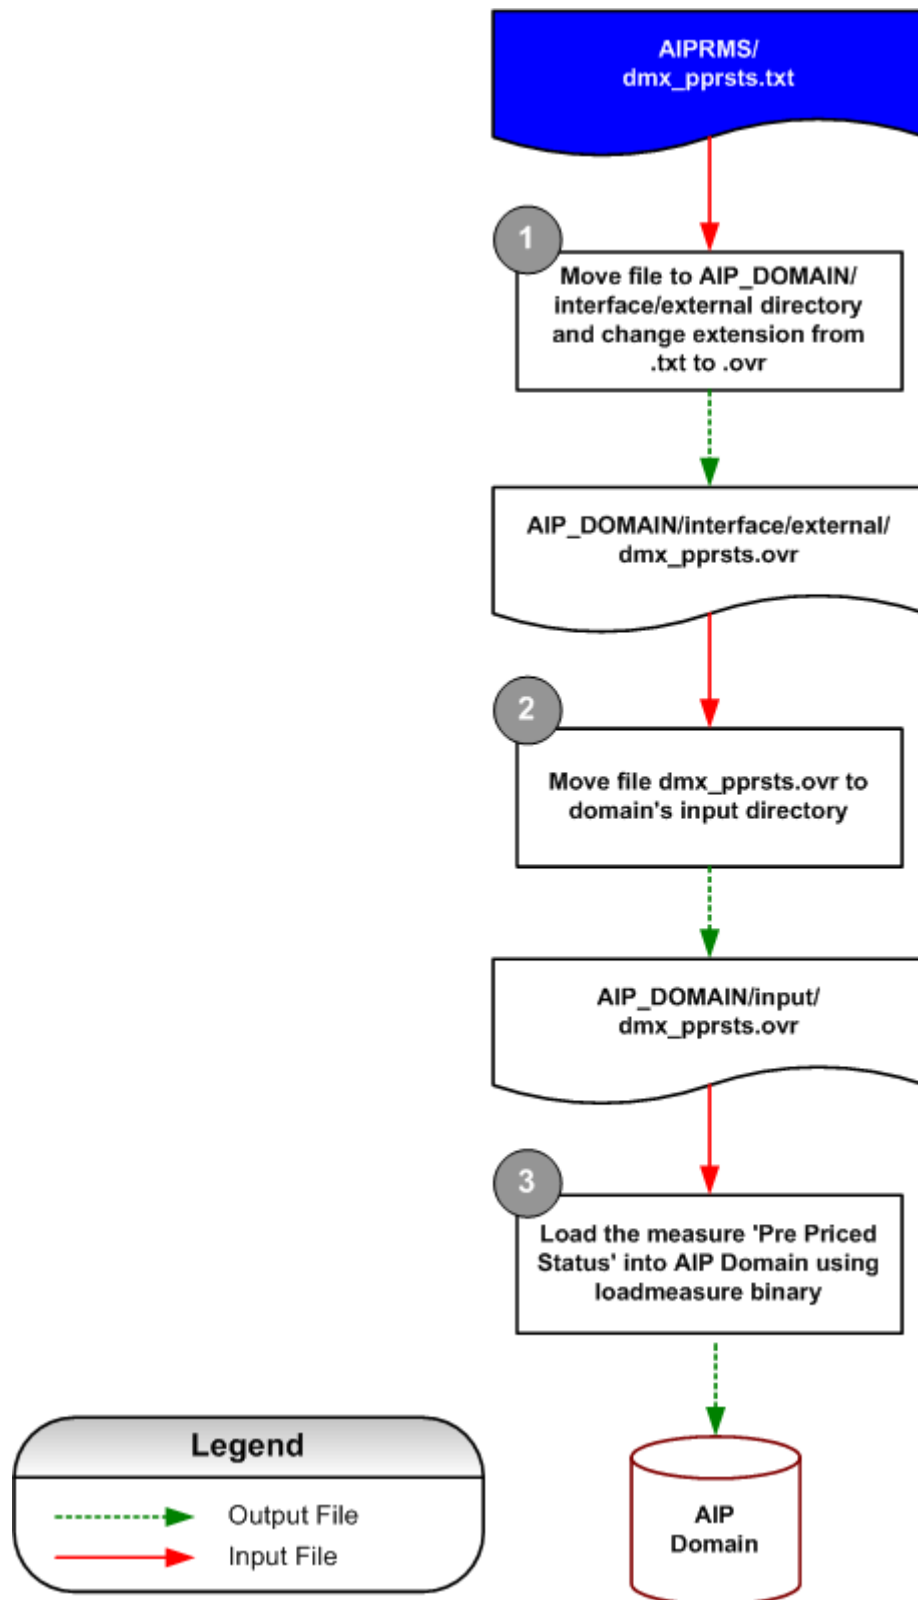 AIPRMS/
dmx_pprsts.txt
1
Move file to AIP_DOMAIN/
interface/external directory
and change extension from
.txt to .ovr
AIP_DOMAIN/interface/external/
dmx_pprsts.ovr
2
Move file dmx_pprsts.ovr to
domain's input directory
AIP_DOMAIN/input/
dmx_pprsts.ovr
3
Load the measure 'Pre Priced
Status' into AIP Domain using
loadmeasure binary
Legend
Output File
Input File
AIP
Domain